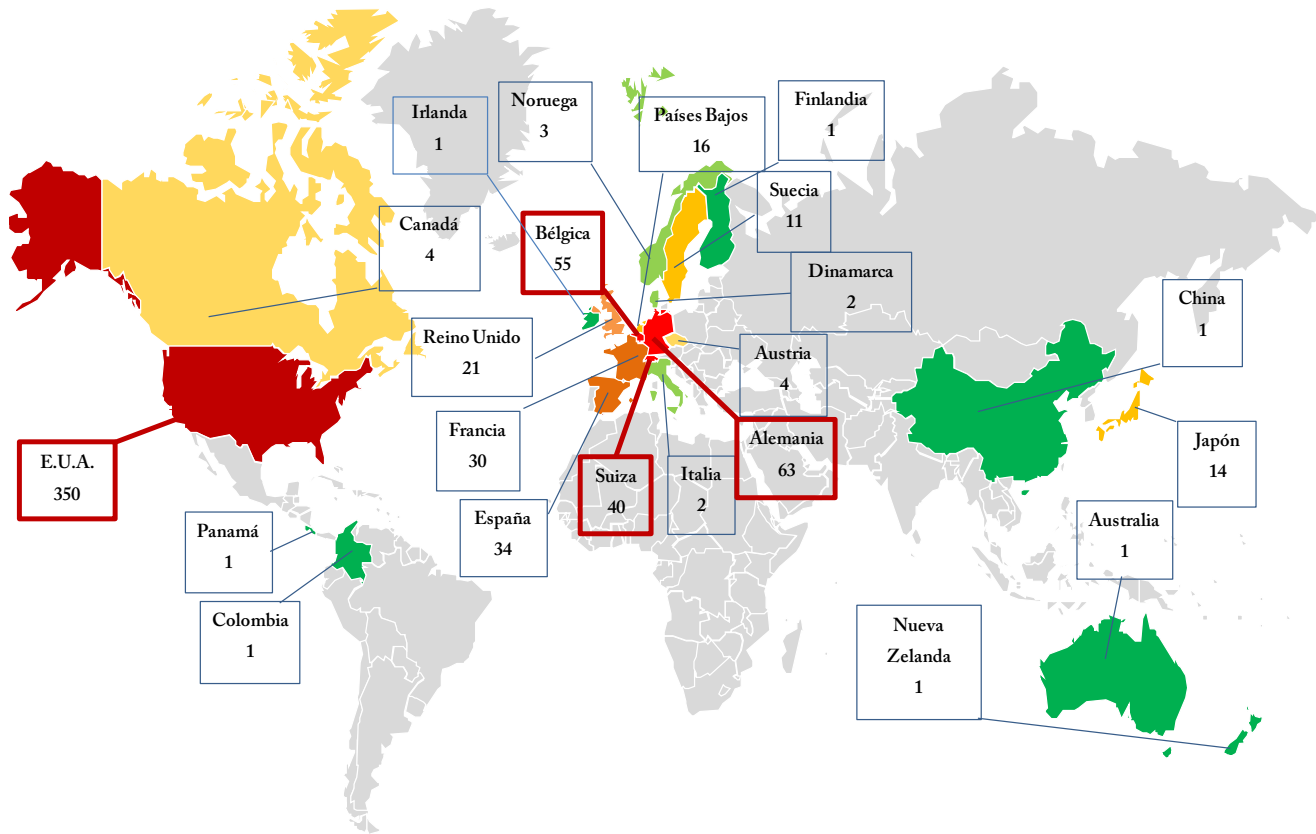 Noruega
3
Finlandia
1
Irlanda
1
Países Bajos
16
Suecia
11
Canadá
4
Bélgica
55
Dinamarca
2
China
1
Reino Unido
21
Austria
4
Francia
30
Alemania
63
Japón
14
E.U.A.
350
Suiza
40
Italia
2
España
34
Australia
1
Panamá
1
Colombia
1
Nueva
Zelanda
1